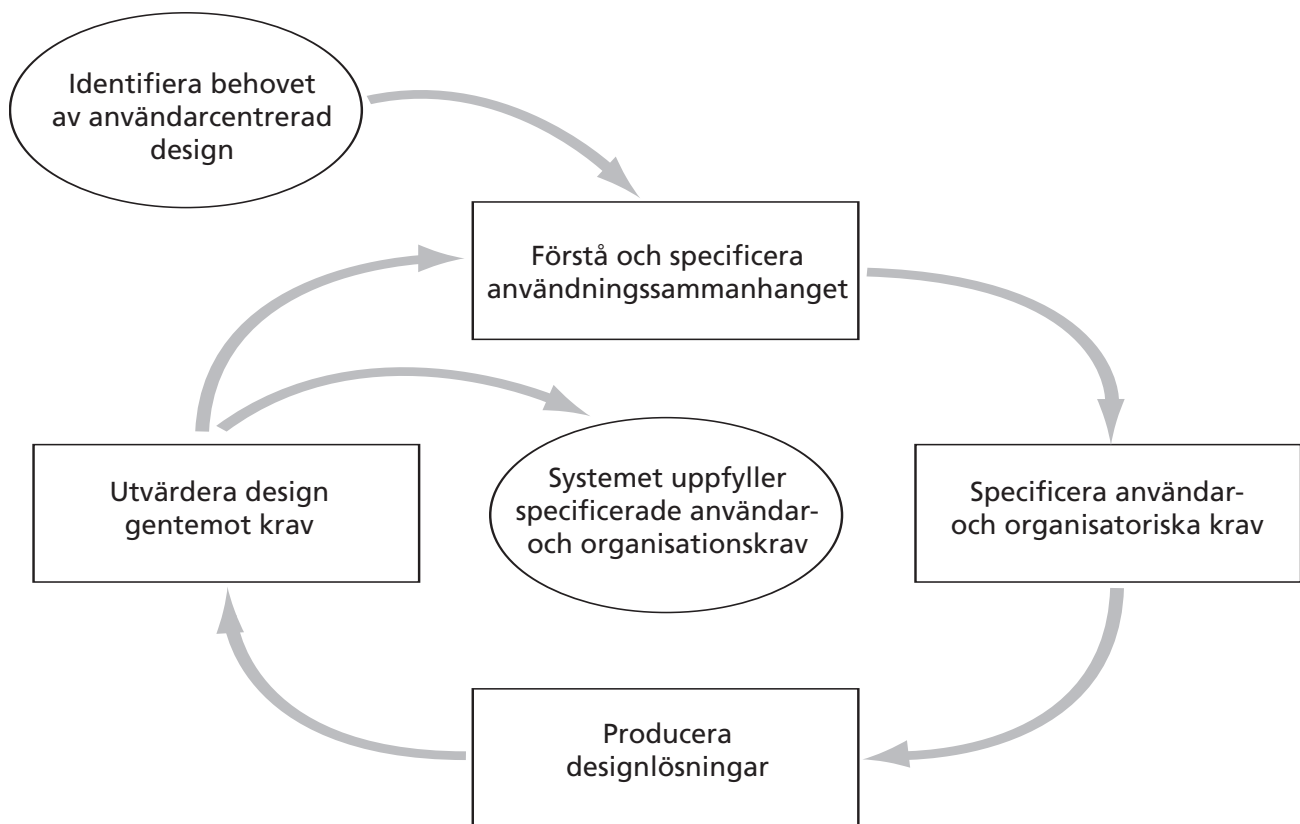 Identifiera behovet
av användarcentrerad
design
Förstå och specificera
användningssammanhanget
Utvärdera design
gentemot krav
Systemet uppfyller
specificerade användar-
och organisationskrav
Specificera användar-
och organisatoriska krav
Producera
designlösningar